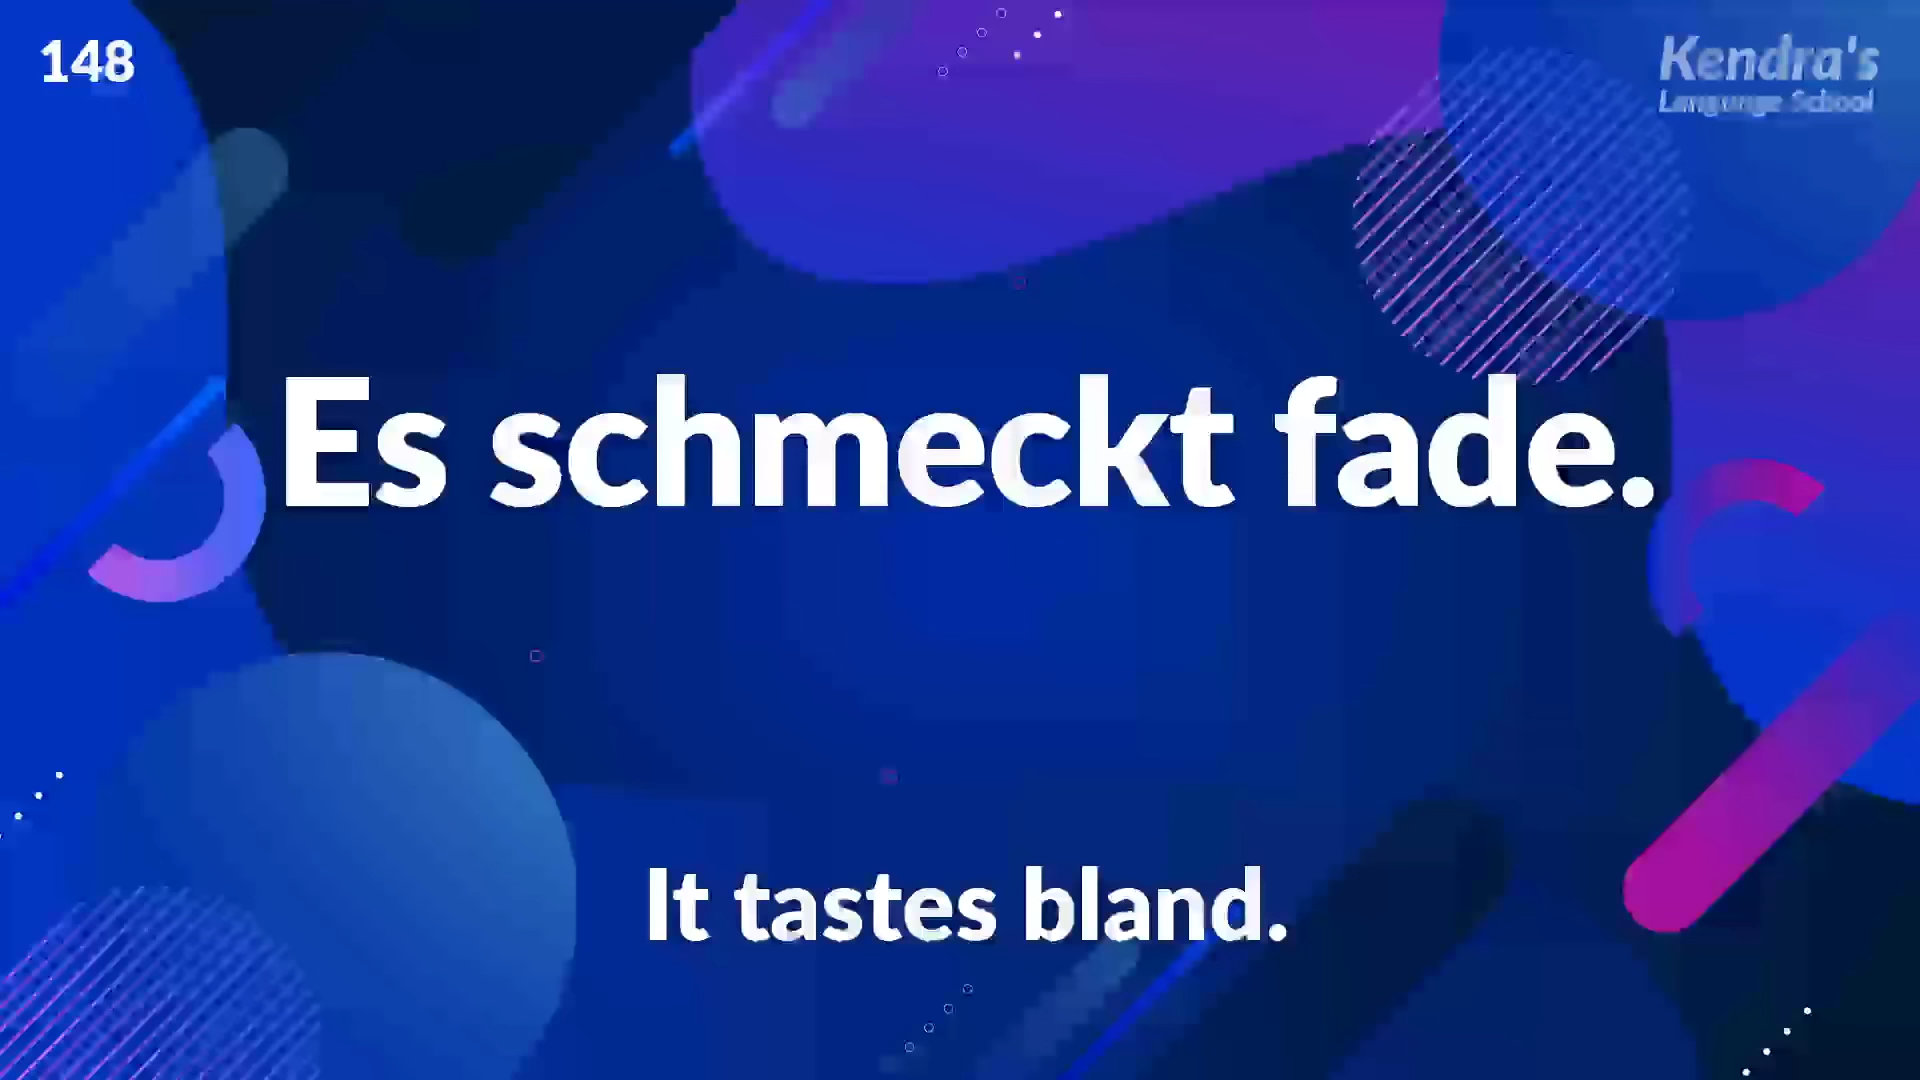 148
Kendra's
Language School
Es schmeckt fade.
It tastes bland.